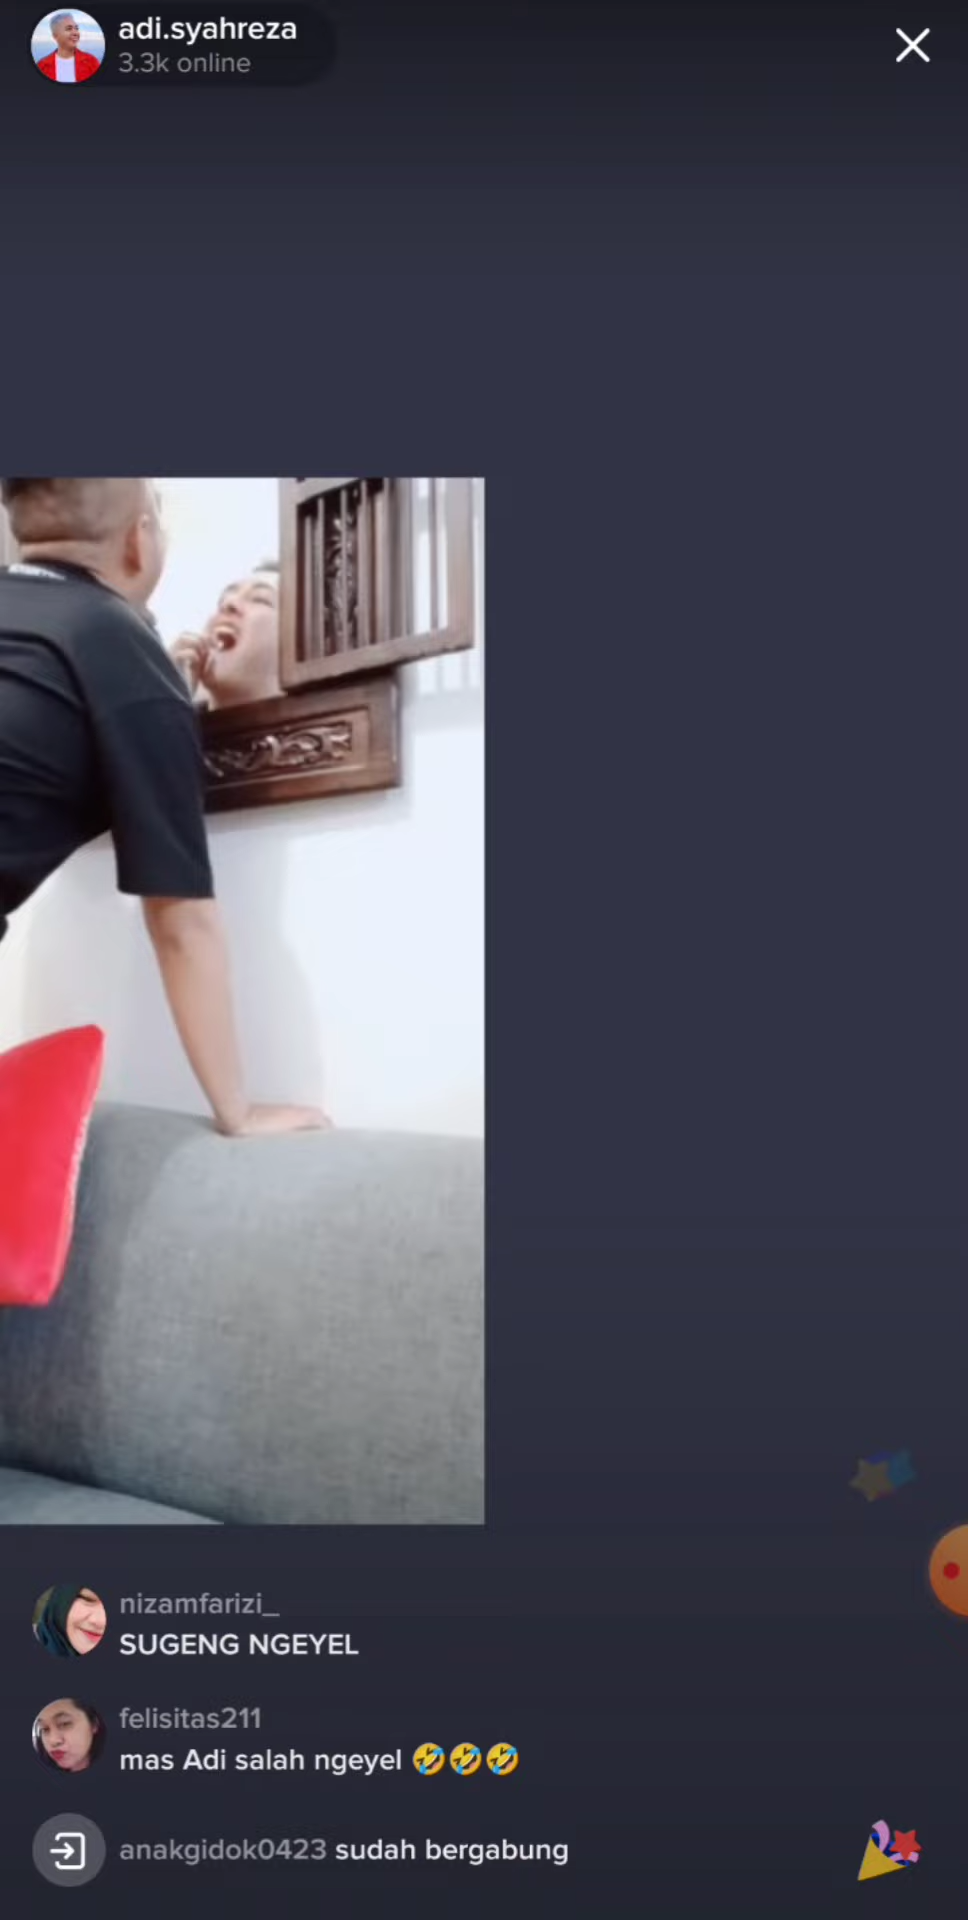 adi.syahreza
3.3k online
nizamfarizi_
SUGENG NGEYEL
felisitas211
mas Adi salah ngeyel 🤣🤣🤣
anakgidok0423 sudah bergabung